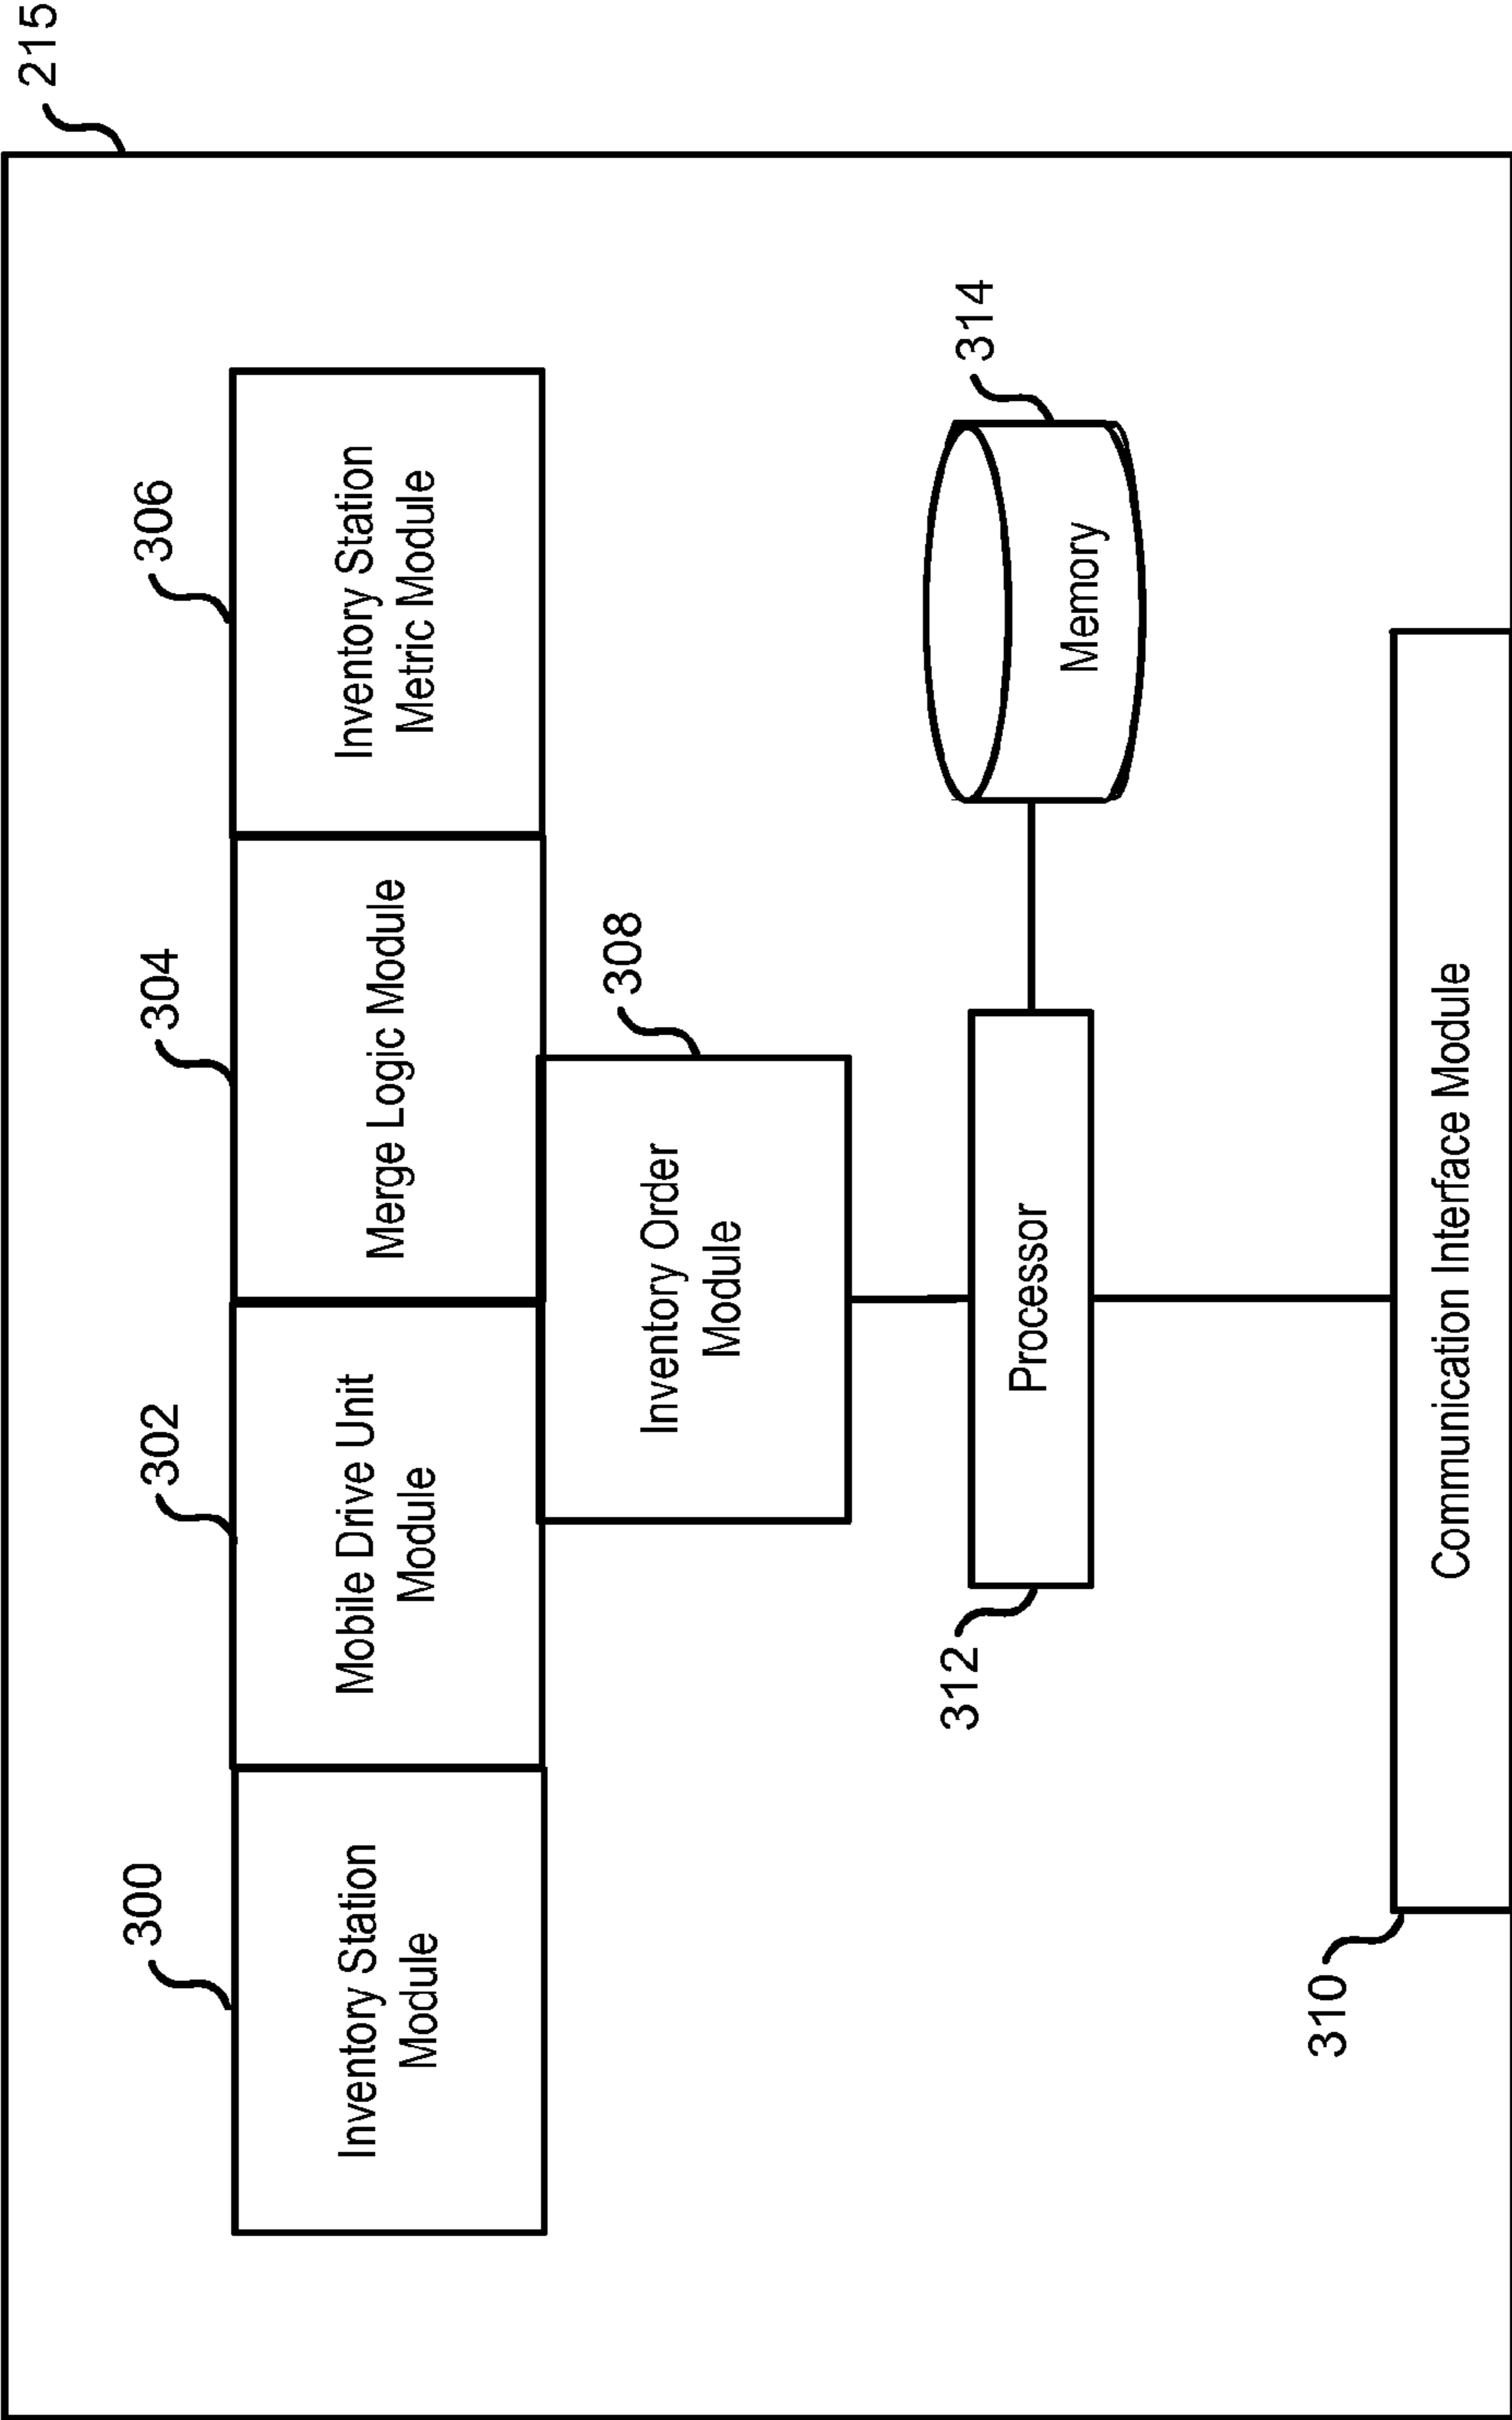 215
300
302
304
306
Inventory Station
Module
Mobile Drive Unit
Module
Merge Logic Module
Inventory Station
Metric Module
308
Inventory Order
Module
312
Processor
314
Memory
310
Communication Interface Module